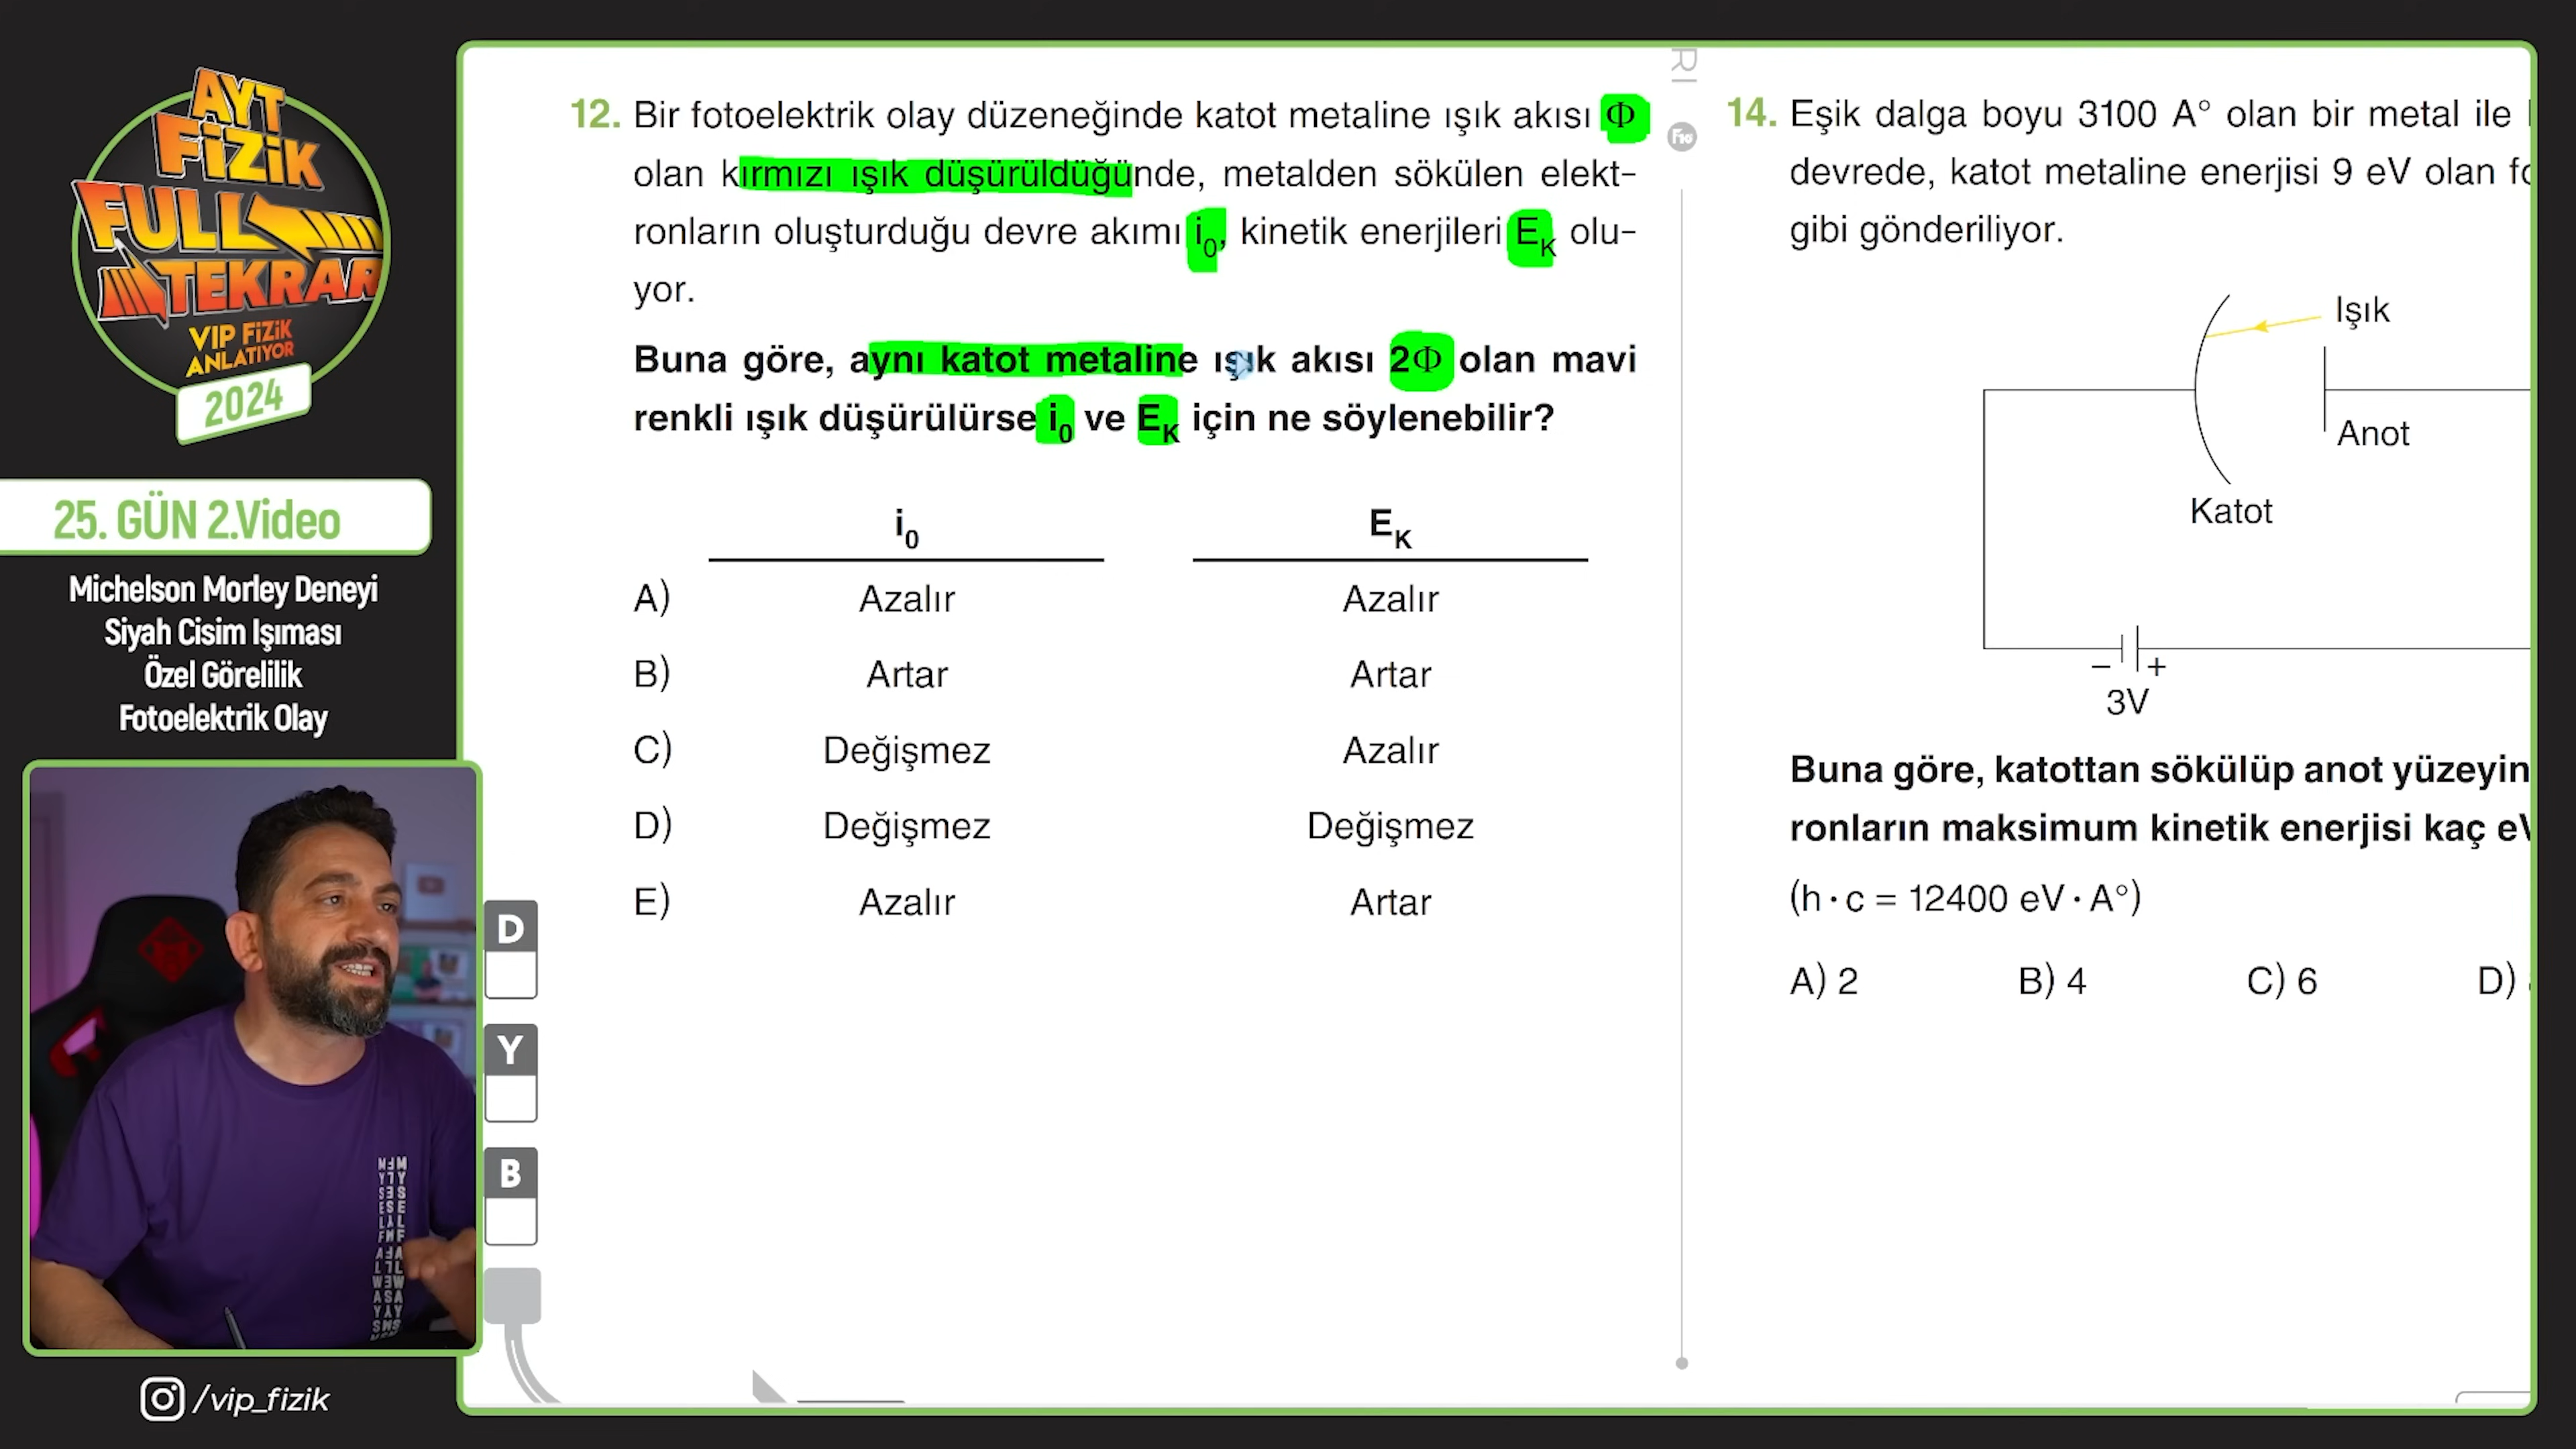 AYT
FİZİK
FULL
TEKRAR
VIP FİZİK
ANLATIYOR
2024
25. GÜN 2.Video
Michelson Morley Deneyi
Siyah Cisim Işıması
Özel Görelilik
Fotoelektrik Olay
/vip_fizik
12. Bir fotoelektrik olay düzeneğinde katot metaline ışık akısı Φ
olan kırmızı ışık düşürüldüğünde, metalden sökülen elekt-
ronların oluşturduğu devre akımı i0, kinetik enerjileri EK olu-
yor.
Buna göre, aynı katot metaline ışık akısı 2Φ olan mavi
renkli ışık düşürülürse i0 ve EK için ne söylenebilir?
i0 EK
A) Azalır Azalır
B) Artar Artar
C) Değişmez Azalır
D) Değişmez Değişmez
E) Azalır Artar
D
Y
B
RI
14. Eşik dalga boyu 3100 A° olan bir metal ile
devrede, katot metaline enerjisi 9 eV olan
gibi gönderiliyor.
Işık
Anot
Katot
− +
3V
Buna göre, katottan sökülüp anot
ronların maksimum kinetik enerjisi kaç
(h·c = 12400 eV·A°)
A) 2 B) 4 C) 6 D)